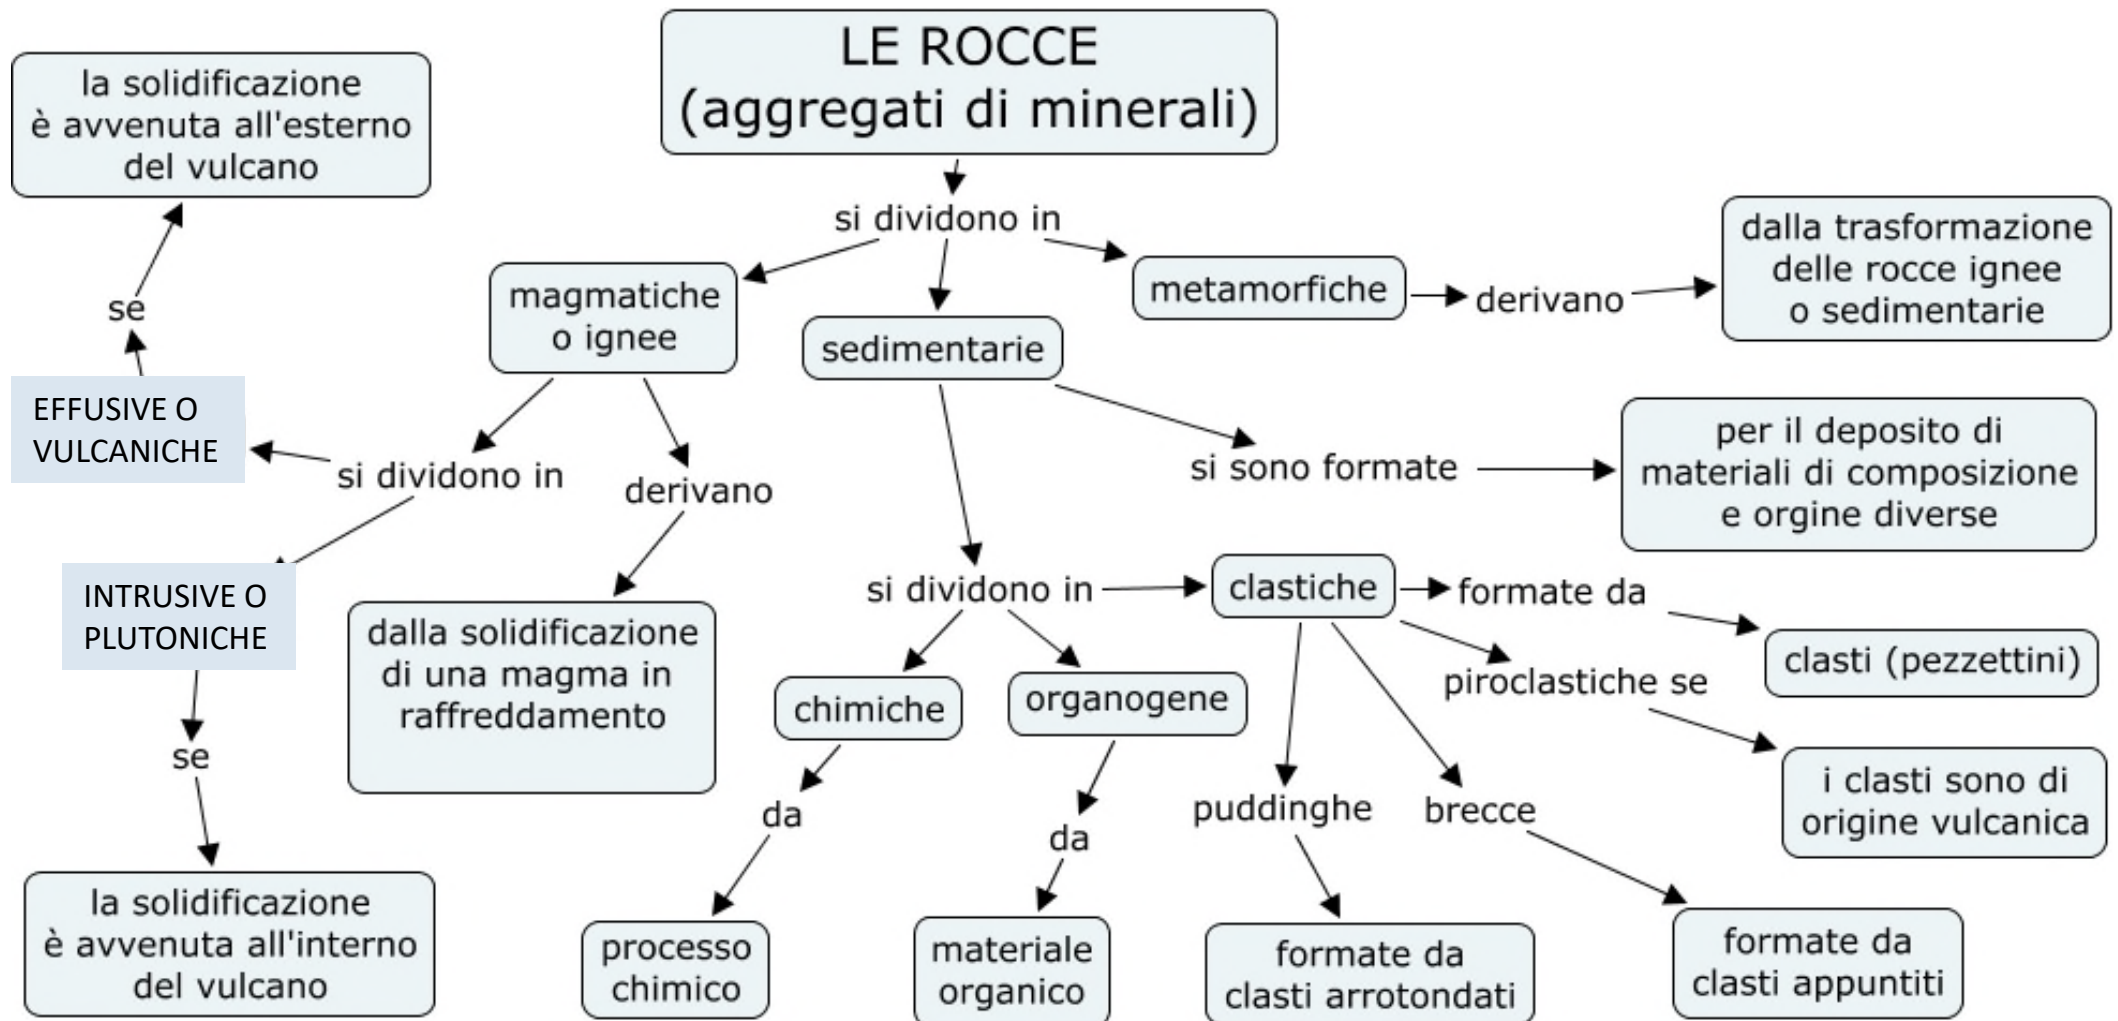 LE ROCCE
(aggregati di minerali)
la solidificazione
è avvenuta all'esterno
del vulcano
si dividono in
dalla trasformazione
delle rocce ignee
o sedimentarie
magmatiche
o ignee
metamorfiche
derivano
se
sedimentarie
EFFUSIVE O
VULCANICHE
per il deposito di
materiali di composizione
e orgine diverse
si dividono in
derivano
si sono formate
INTRUSIVE O
PLUTONICHE
si dividono in
clastiche
formate da
dalla solidificazione
di una magma in
raffreddamento
clasti (pezzettini)
chimiche
organogene
piroclastiche se
se
i clasti sono di
origine vulcanica
da
da
puddinghe
brecce
la solidificazione
è avvenuta all'interno
del vulcano
processo
chimico
materiale
organico
formate da
clasti arrotondati
formate da
clasti appuntiti